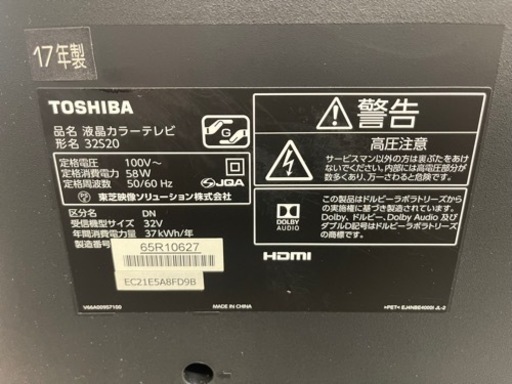 17年製
TOSHIBA
品名 液晶カラーテレビ
形名 32S20
定格電圧 100V~
定格消費電力 58W
定格周波数 50/60 Hz
JQA
東芝映像ソリューション株式会社
区分名 DN
受信機型サイズ 32V
年間消費電力量 37kWh/年
製造番号 65R10627
EC21E5A8FD9B
V66A00957100
MADE IN CHINA
警告
高圧注意
サービスマン以外の方は裏ぶたをあけ
ないでください。内部には高電圧部分が
数多くあり、万一さわると危険です。
DOLBY
AUDIO
この製品はドルビーラボラトリーズから
の実施権に基づき製造されています。
Dolby、ドルビー、Dolby Audio 及び
ダブルD記号はドルビーラボラトリーズ
の商標です。
HDMI